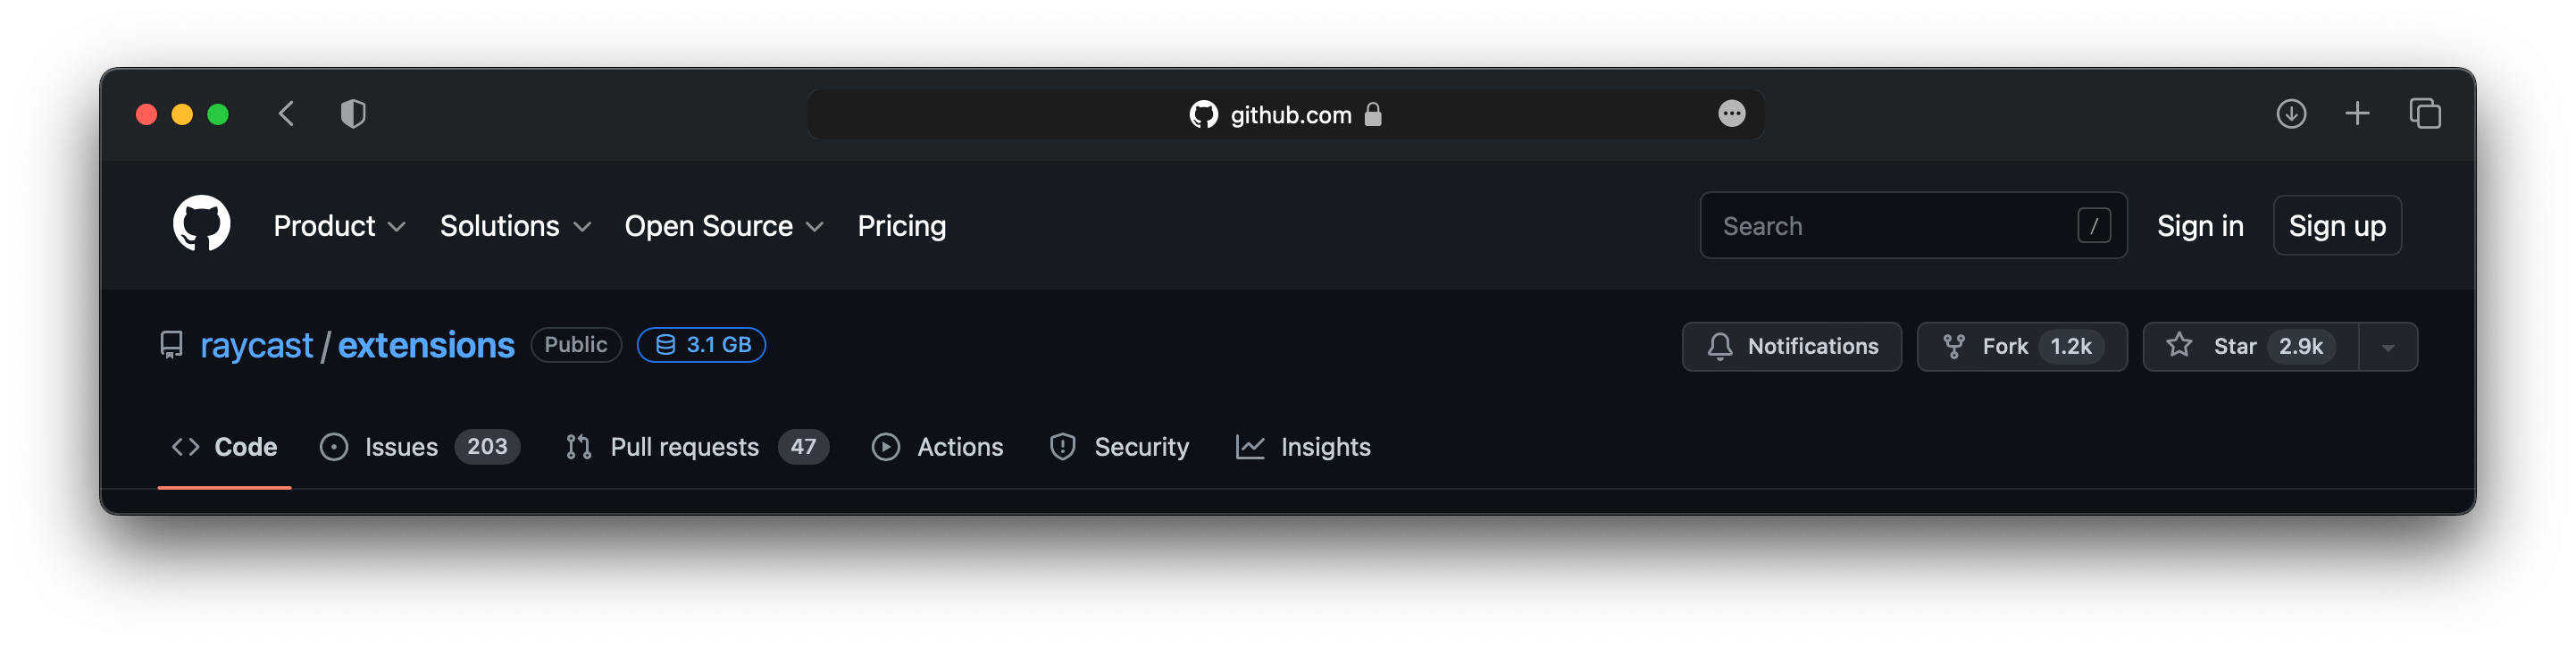 github.com
Product Solutions Open Source Pricing Search / Sign in Sign up
raycast/extensions Public 3.1 GB Notifications Fork 1.2k Star 2.9k
Code Issues 203 Pull requests 47 Actions Security Insights